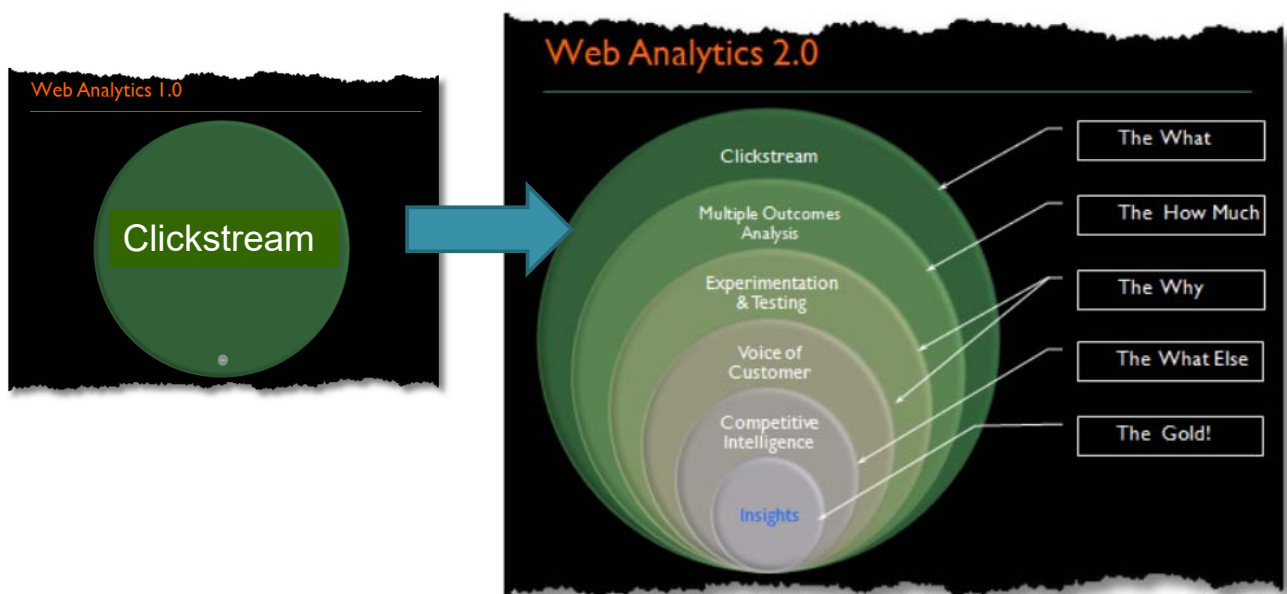 Web Analytics 1.0
Clickstream
Web Analytics 2.0
Clickstream
Multiple Outcomes
Analysis
Experimentation
& Testing
Voice of
Customer
Competitive
Intelligence
Insights
The What
The How Much
The Why
The What Else
The Gold!